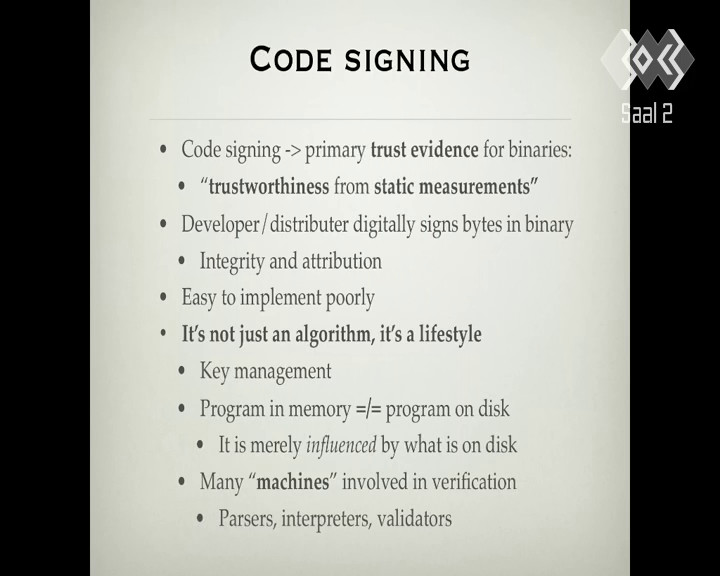 CODE SIGNING
Saal 2
• Code signing -> primary trust evidence for binaries:
• “trustworthiness from static measurements”
• Developer/distributer digitally signs bytes in binary
• Integrity and attribution
• Easy to implement poorly
• It’s not just an algorithm, it’s a lifestyle
• Key management
• Program in memory =/= program on disk
• It is merely influenced by what is on disk
• Many “machines” involved in verification
• Parsers, interpreters, validators